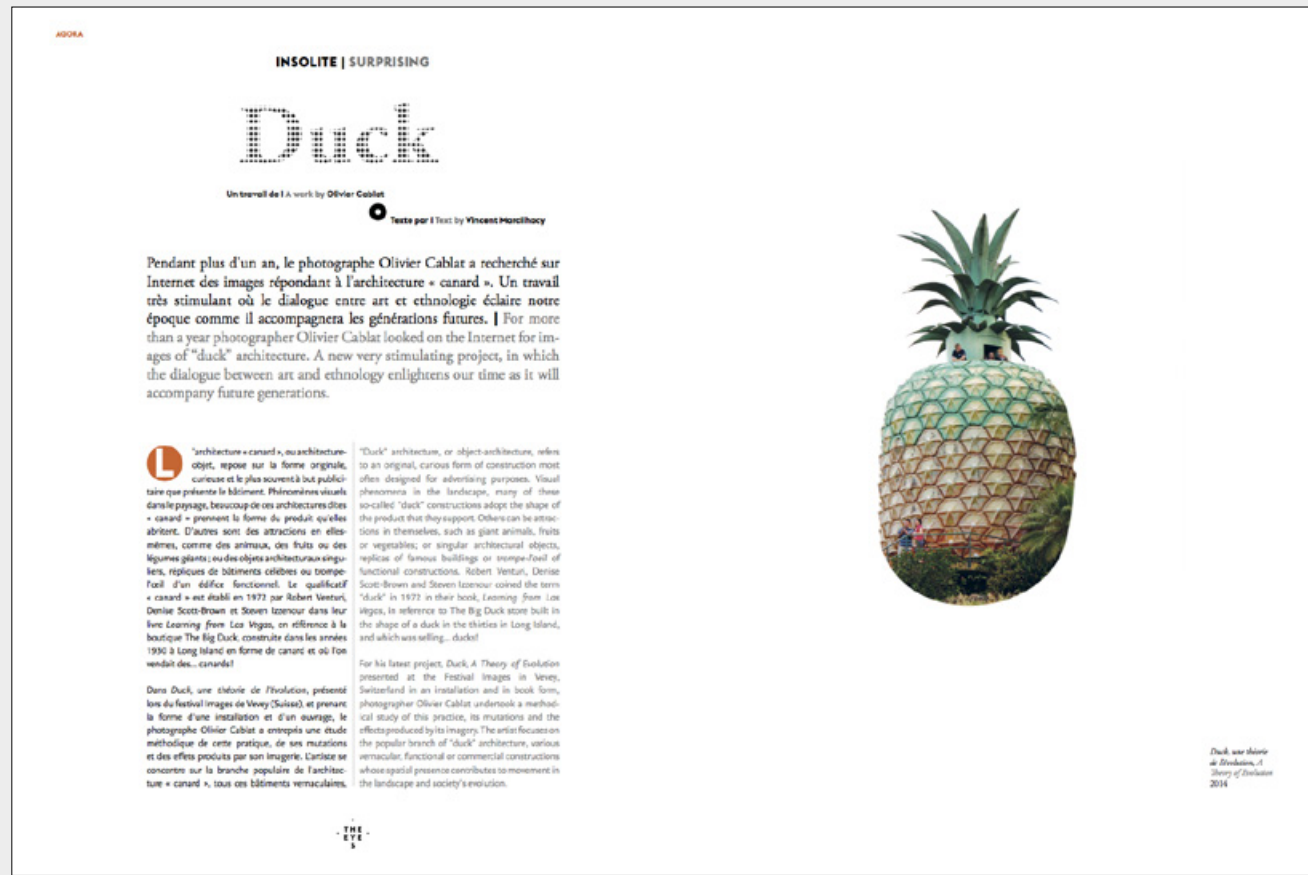 AGORA
INSOLITE | SURPRISING
Duck
Un travail de I A work by Olivier Cablat
Texte par I Text by Vincent Marcilhacy
Pendant plus d'un an, le photographe Olivier Cablat a recherché sur
Internet des images répondant à l'architecture « canard ». Un travail
très stimulant où le dialogue entre art et ethnologie éclaire notre
époque comme il accompagnera les générations futures. | For more
than a year photographer Olivier Cablat looked on the Internet for im-
ages of "duck" architecture. A new very stimulating project, in which
the dialogue between art and ethnology enlightens our time as it will
accompany future generations.
L'architecture « canard », ou architecture-
objet, repose sur la forme originale,
curieuse et le plus souvent à but publici-
taire que présente le bâtiment. Phénomènes visuels
dans le paysage, beaucoup de ces architectures dites
« canard » prennent la forme du produit qu'elles
abritent. D'autres sont des attractions en elles-
mêmes, comme des animaux, des fruits ou des
légumes géants ; ou des objets architecturaux singu-
liers, répliques de bâtiments célèbres ou trompe-
l'œil d'un édifice fonctionnel. Le qualificatif
« canard » est établi en 1972 par Robert Venturi,
Denise Scott-Brown et Steven Izenour dans leur
livre Learning from Las Vegas, en référence à la
boutique The Big Duck, construite dans les années
1930 à Long Island en forme de canard et où l'on
vendait des... canards!
Dans Duck, une théorie de l'évolution, présenté
lors du festival Images de Vevey (Suisse), et prenant
la forme d'une installation et d'un ouvrage, le
photographe Olivier Cablat a entrepris une étude
méthodique de cette pratique, de ses mutations
et des effets produits par son imagerie. L'artiste se
concentre sur la branche populaire de l'architec-
ture « canard », tous ces bâtiments vernaculaires,
"Duck" architecture, or object-architecture, refers
to an original, curious form of construction most
often designed for advertising purposes. Visual
phenomena in the landscape, many of these
so-called "duck" constructions adopt the shape of
the product that they support. Others can be attrac-
tions in themselves, such as giant animals, fruits
or vegetables; or singular architectural objects,
replicas of famous buildings or trompe-l'oeil of
functional constructions. Robert Venturi, Denise
Scott-Brown and Steven Izenour coined the term
"duck" in 1972 in their book, Learning from Las
Vegas, in reference to The Big Duck store built in
the shape of a duck in the thirties in Long Island,
and which was selling... ducks!
For his latest project, Duck, A Theory of Evolution
presented at the Festival Images in Vevey,
Switzerland in an installation and in book form,
photographer Olivier Cablat undertook a method-
ical study of this practice, its mutations and the
effects produced by its imagery. The artist focuses on
the popular branch of "duck" architecture, various
vernacular, functional or commercial constructions
whose spatial presence contributes to movement in
the landscape and society's evolution.
Duck, une théorie
de l'évolution, A
Theory of Evolution
2014
THE
EYE
S